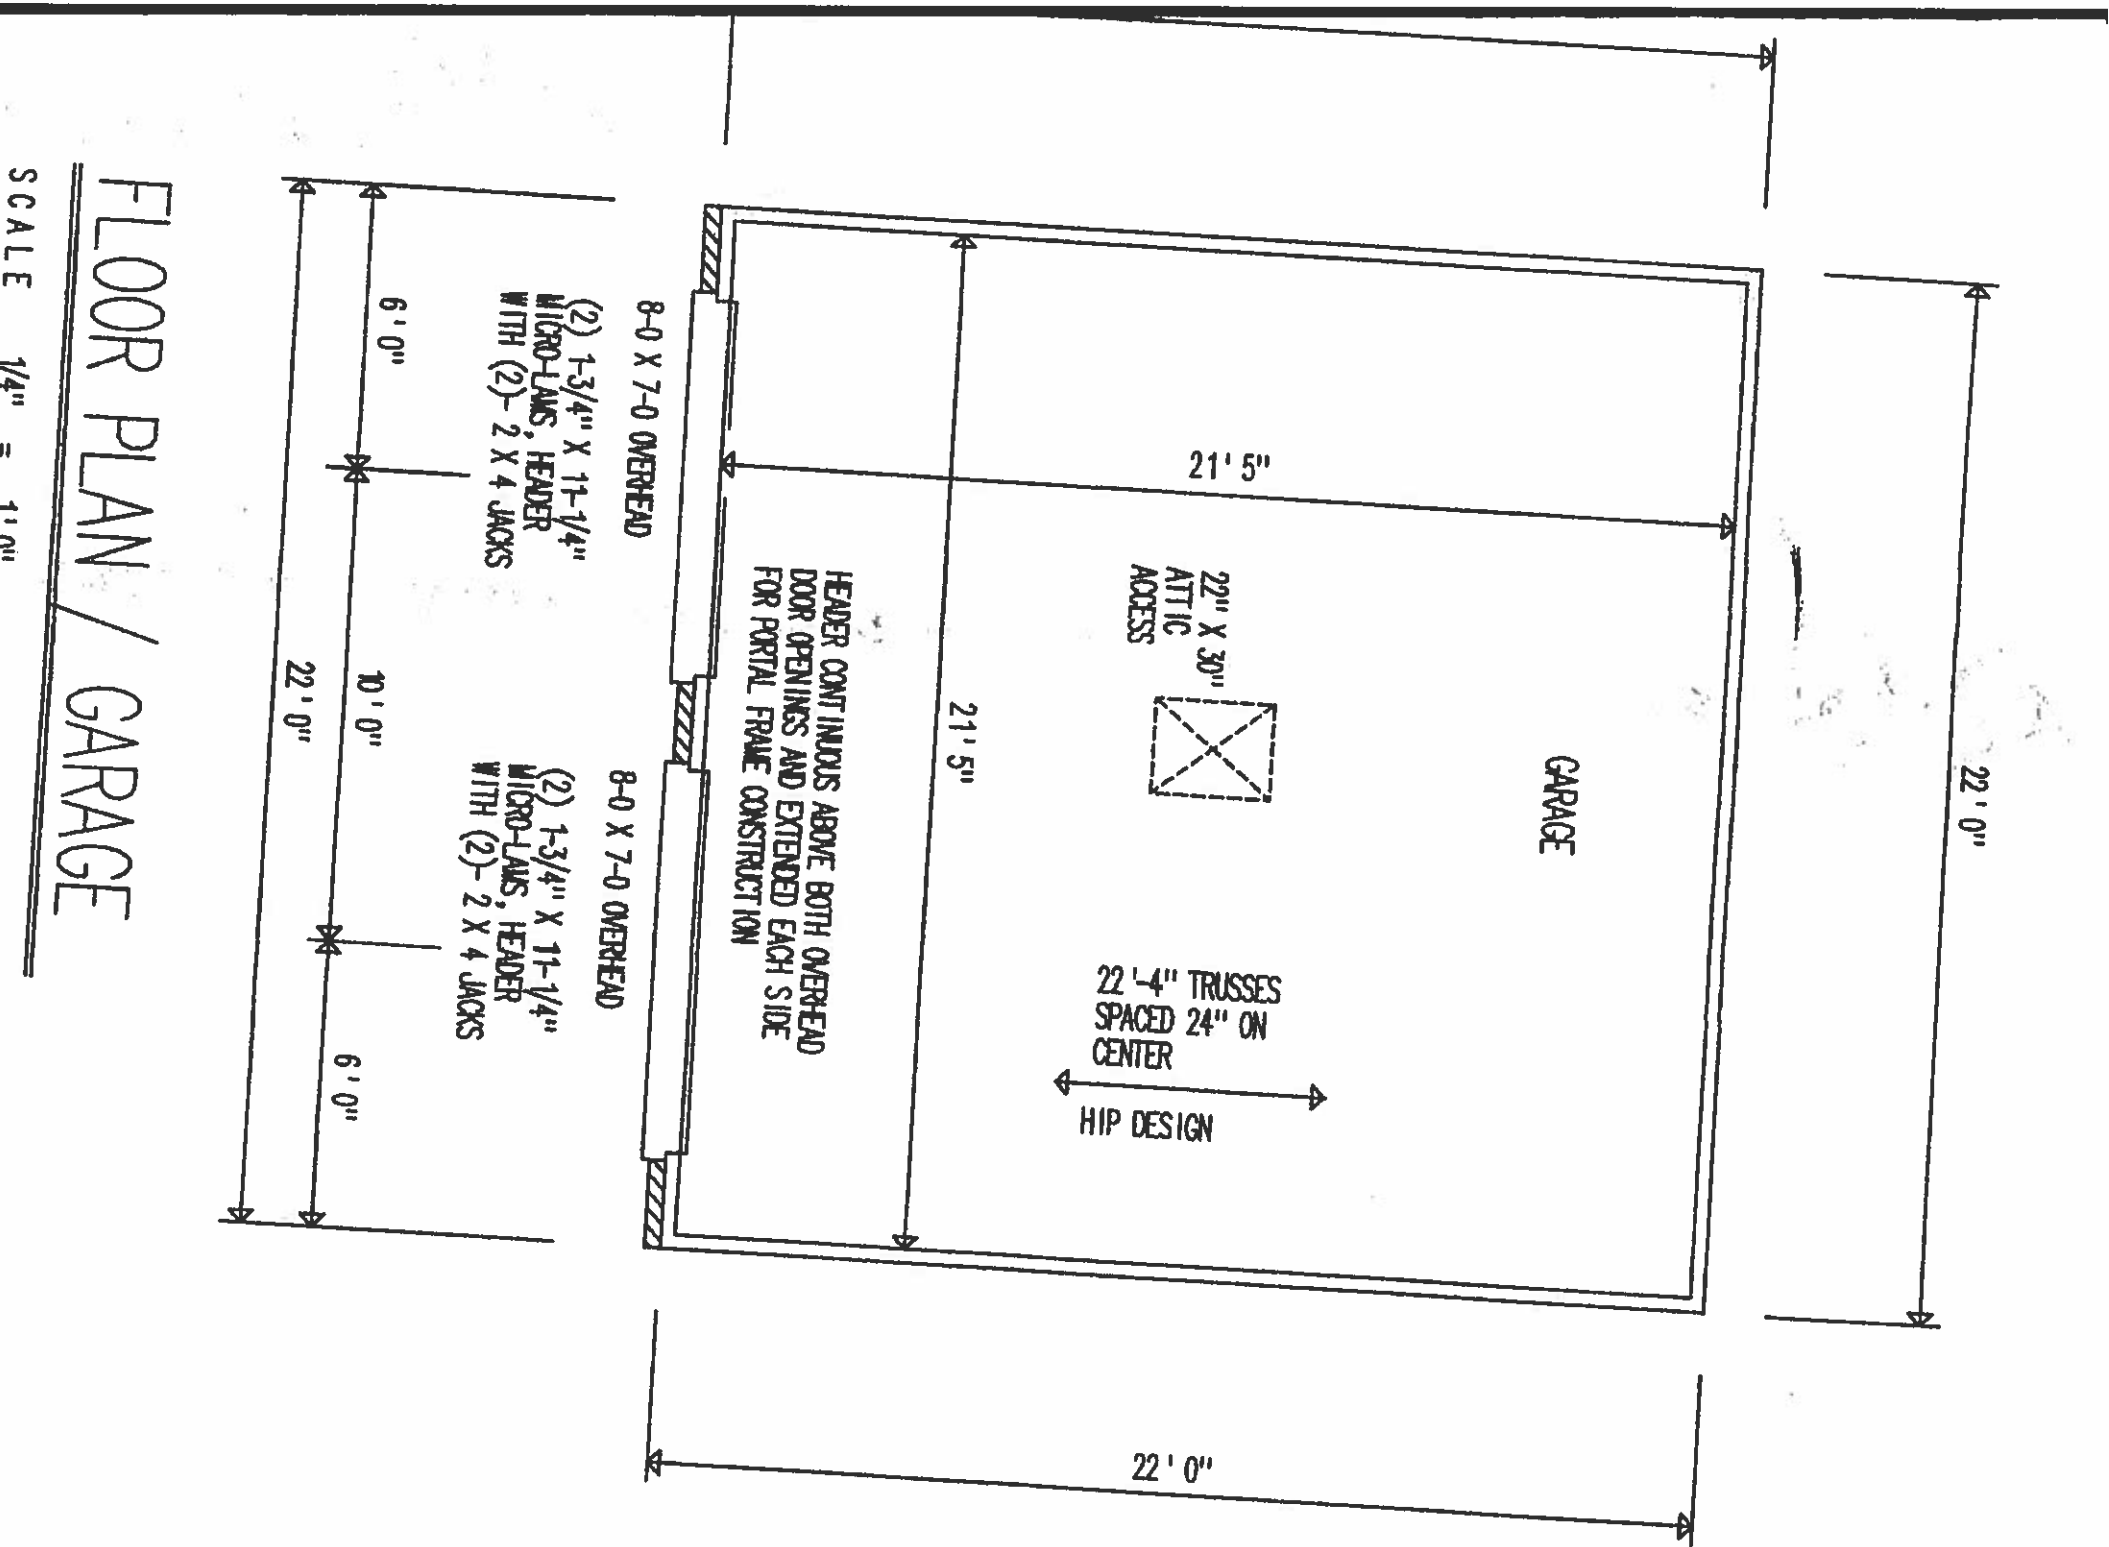 22'0"
22'0"
21'5"
21'5"
GARAGE
22" X 30"
ATTIC
ACCESS
22'-4" TRUSSES
SPACED 24" ON
CENTER
HIP DESIGN
HEADER CONTINUOUS ABOVE BOTH OVERHEAD
DOOR OPENINGS AND EXTENDED EACH SIDE
FOR PORTAL FRAME CONSTRUCTION
8-0 X 7-0 OVERHEAD
(2) 1-3/4" X 11-1/4"
MICRO-LAMS, HEADER
WITH (2)- 2 X 4 JACKS
8-0 X 7-0 OVERHEAD
(2) 1-3/4" X 11-1/4"
MICRO-LAMS, HEADER
WITH (2)- 2 X 4 JACKS
6'0"
10'0"
6'0"
22'0"
FLOOR PLAN / GARAGE
SCALE 1/4" = 1'0"